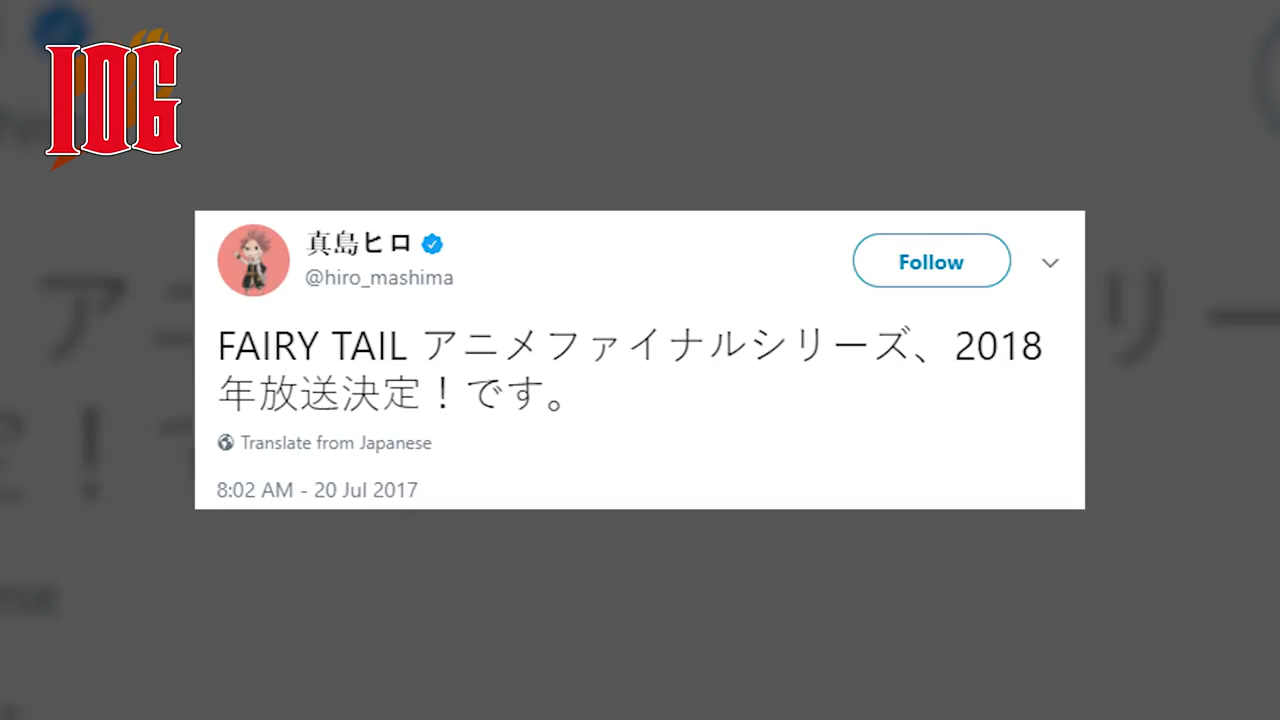 106
真島ヒロ
@hiro_mashima
Follow
FAIRY TAIL アニメファイナルシリーズ、2018
年放送決定！です。
Translate from Japanese
8:02 AM - 20 Jul 2017